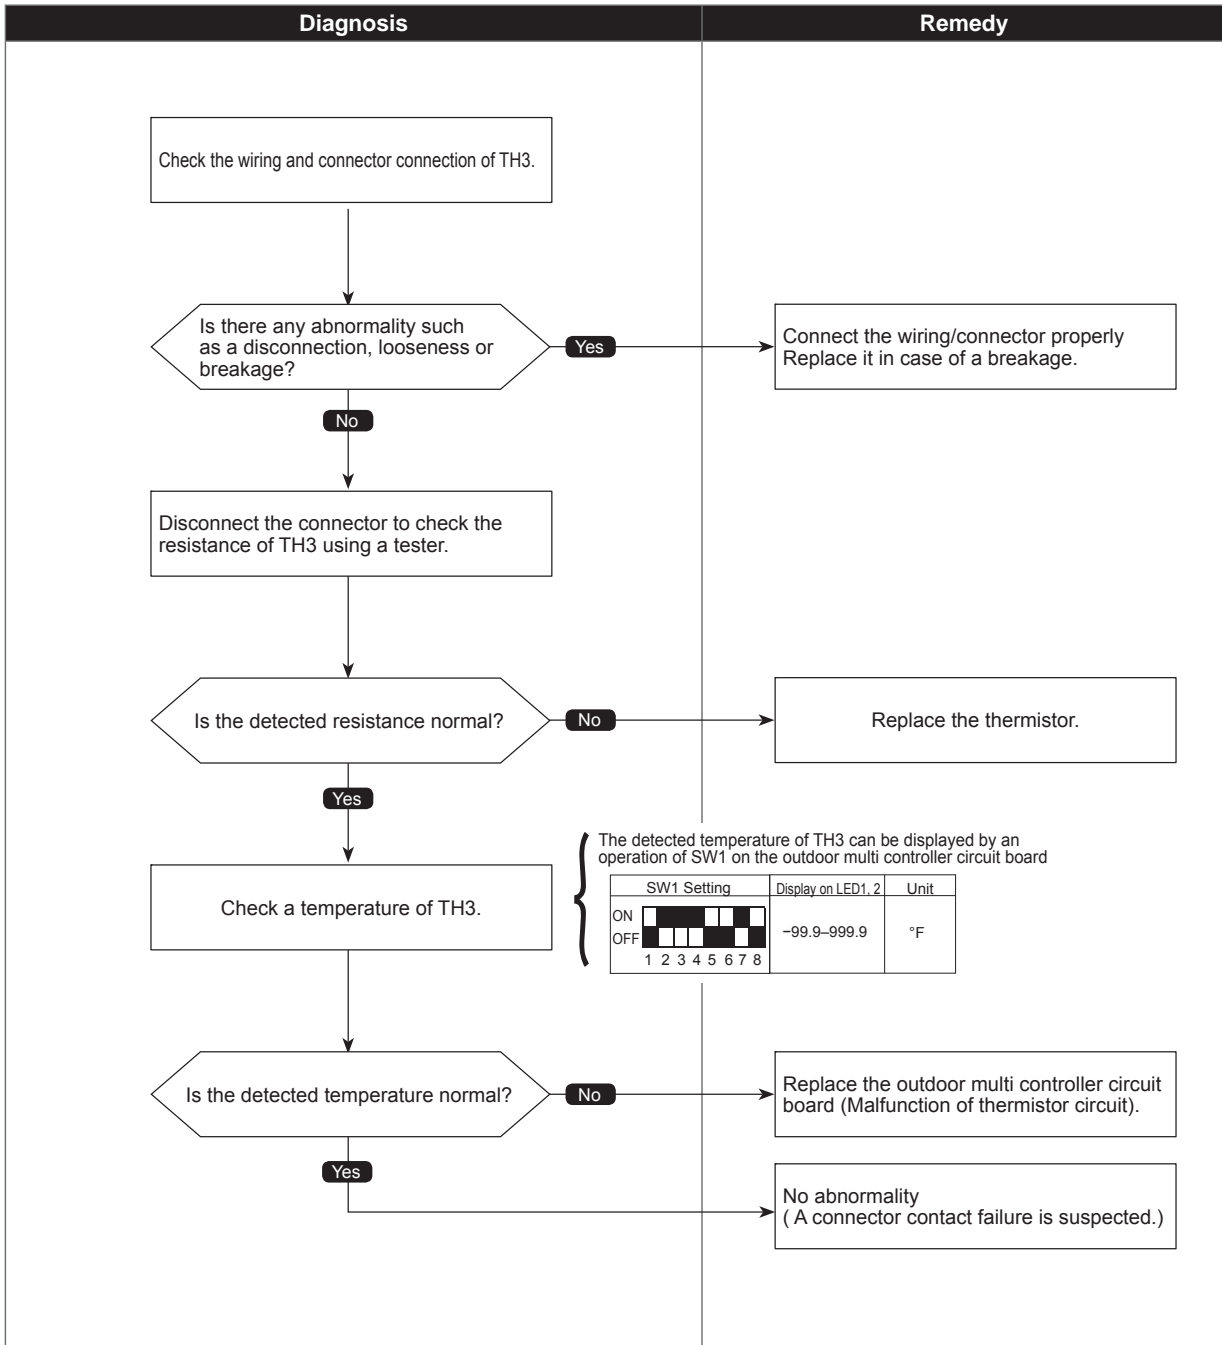 Diagnosis
Remedy
Check the wiring and connector connection of TH3.
Is there any abnormality such
as a disconnection, looseness or
breakage?
Yes
Connect the wiring/connector properly
Replace it in case of a breakage.
No
Disconnect the connector to check the
resistance of TH3 using a tester.
Is the detected resistance normal?
No
Replace the thermistor.
Yes
The detected temperature of TH3 can be displayed by an
operation of SW1 on the outdoor multi controller circuit board
SW1 Setting
Display on LED1, 2
Unit
ON
OFF
1 2 3 4 5 6 7 8
−99.9–999.9
°F
Check a temperature of TH3.
Is the detected temperature normal?
No
Replace the outdoor multi controller circuit
board (Malfunction of thermistor circuit).
Yes
No abnormality
( A connector contact failure is suspected.)